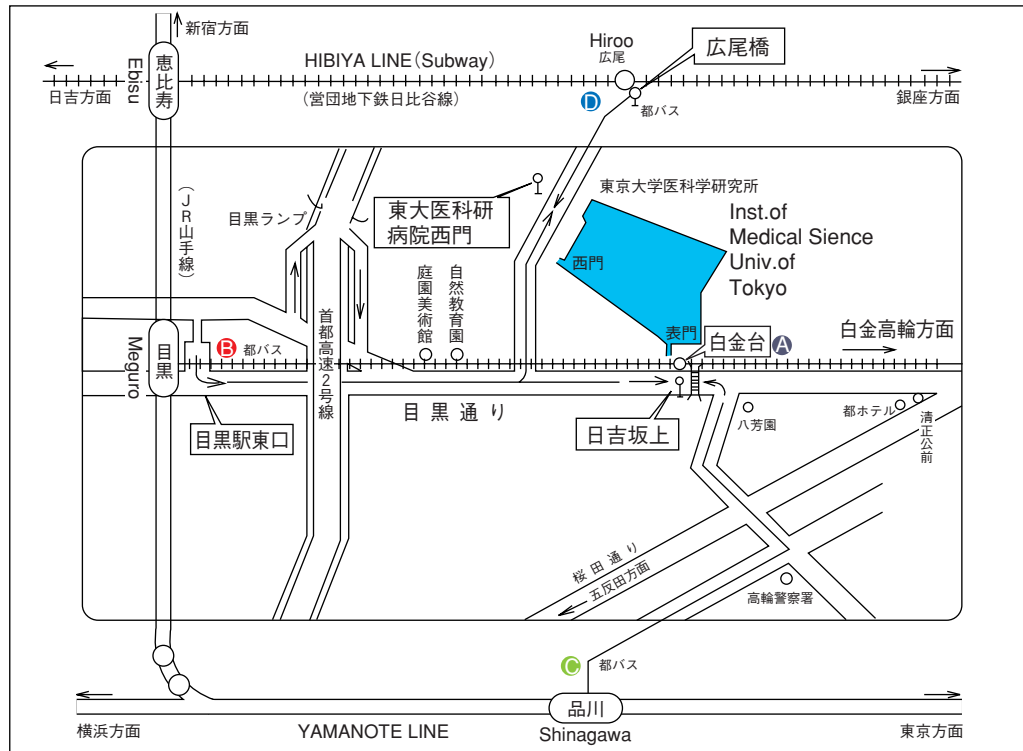 新宿方面
恵比寿
Ebisu
HIBIYA LINE(Subway)
(営団地下鉄日比谷線)
日吉方面
Hiroo
広尾
広尾橋
都バス
D
銀座方面
(JR山手線)
目黒ランプ
東大医科研
病院西門
東京大学医科学研究所
Inst.of
Medical Sience
Univ.of
Tokyo
西門
表門
庭園美術館
自然教育園
首都高速2号線
B
都バス
目黒
Meguro
白金台
A
白金高輪方面
目黒駅東口
目黒通り
日吉坂上
八芳園
都ホテル
清正公前
桜田通り
五反田方面
高輪警察署
C
都バス
品川
Shinagawa
横浜方面
YAMANOTE LINE
東京方面